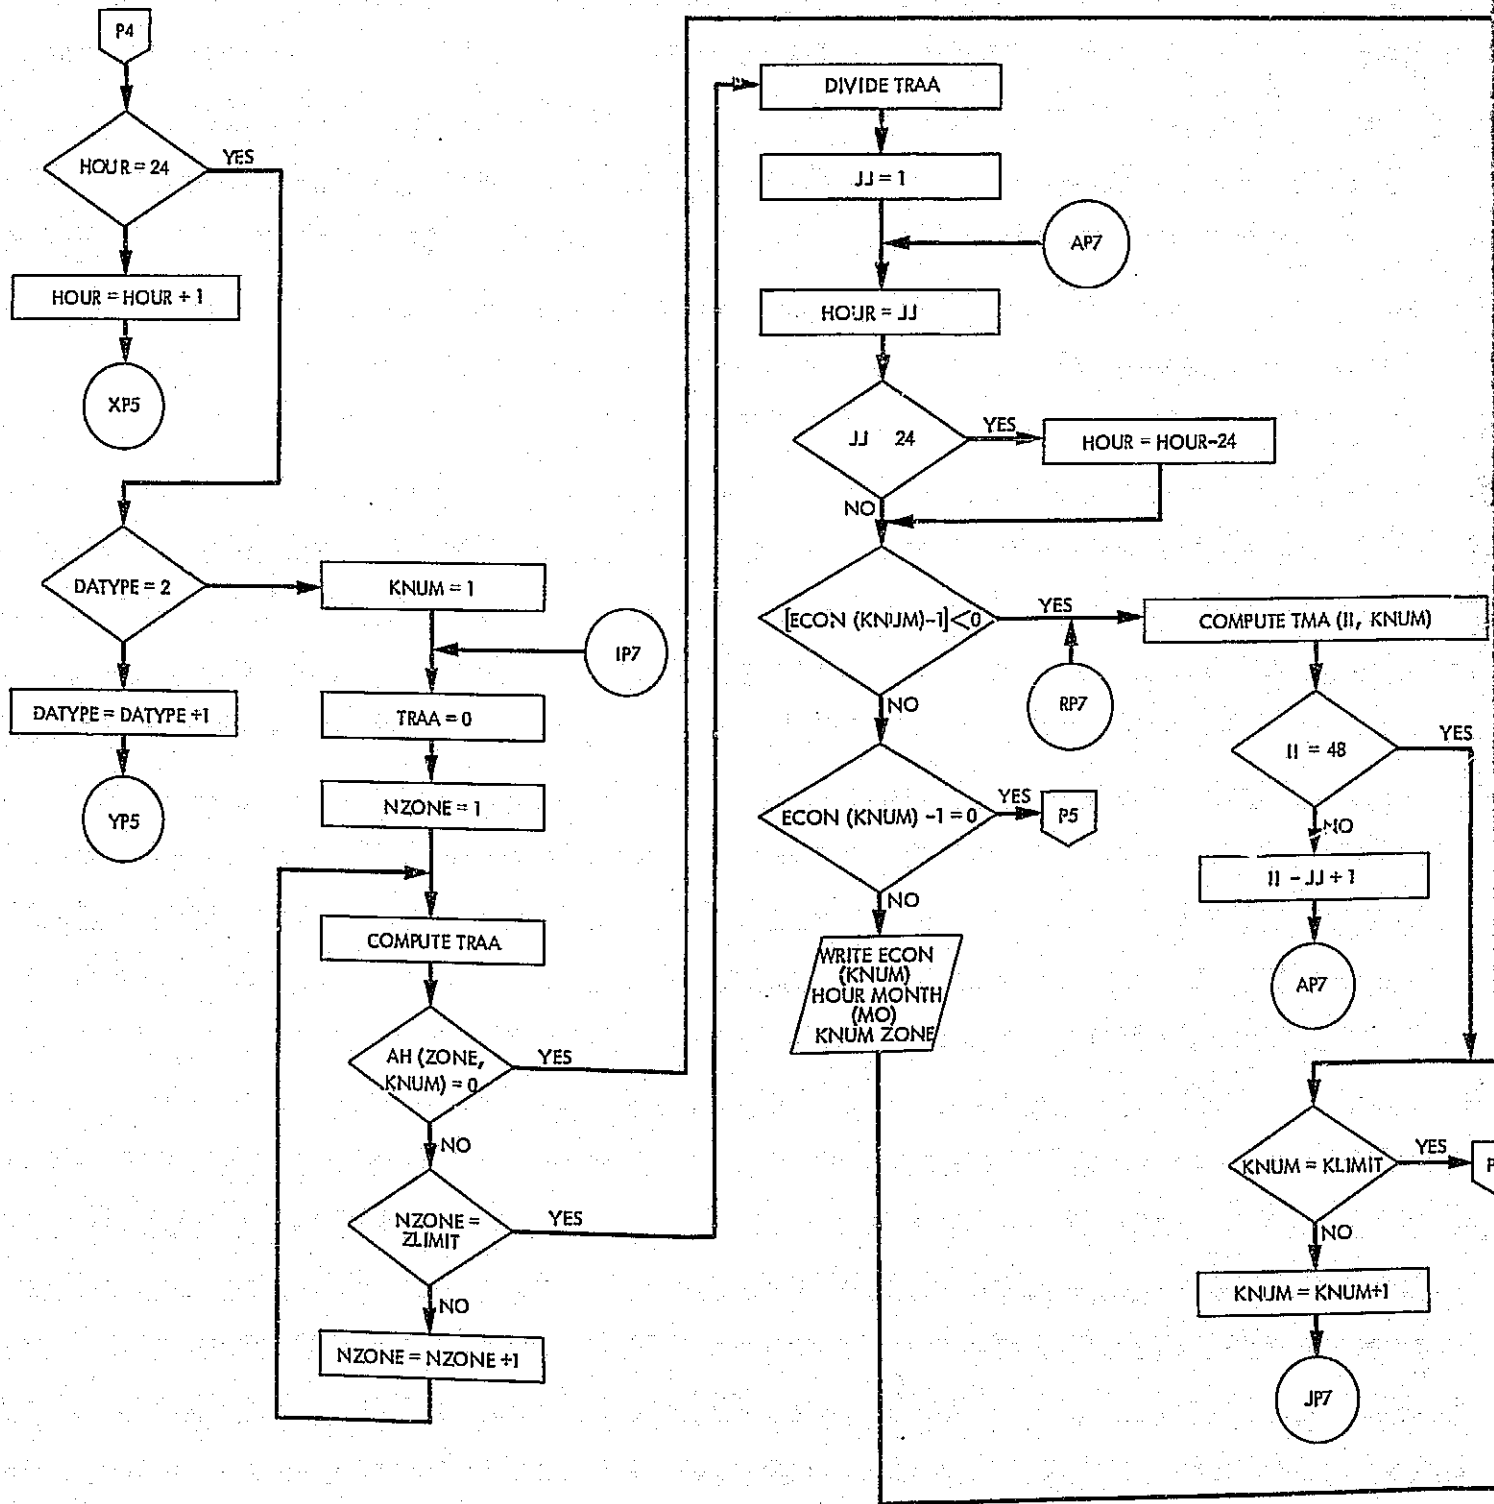 P4
HOUR = 24
YES
HOUR = HOUR + 1
XP5
DATYPE = 2
DATYPE = DATYPE +1
YP5
KNUM = 1
IP7
TRAA = 0
NZONE = 1
COMPUTE TRAA
AH (ZONE,
KNUM) = 0
YES
NO
NZONE =
ZLIMIT
YES
NO
NZONE = NZONE +1
DIVIDE TRAA
JJ = 1
AP7
HOUR = JJ
JJ 24
YES
HOUR = HOUR-24
NO
[ECON (KNUM)-1]<0
YES
RP7
NO
ECON (KNUM) -1 = 0
YES
P5
NO
WRITE ECON
(KNUM)
HOUR MONTH
(MO)
KNUM ZONE
COMPUTE TMA (II, KNUM)
II = 48
YES
NO
II - JJ + 1
AP7
KNUM = KLIMIT
YES
P
NO
KNUM = KNUM+1
JP7